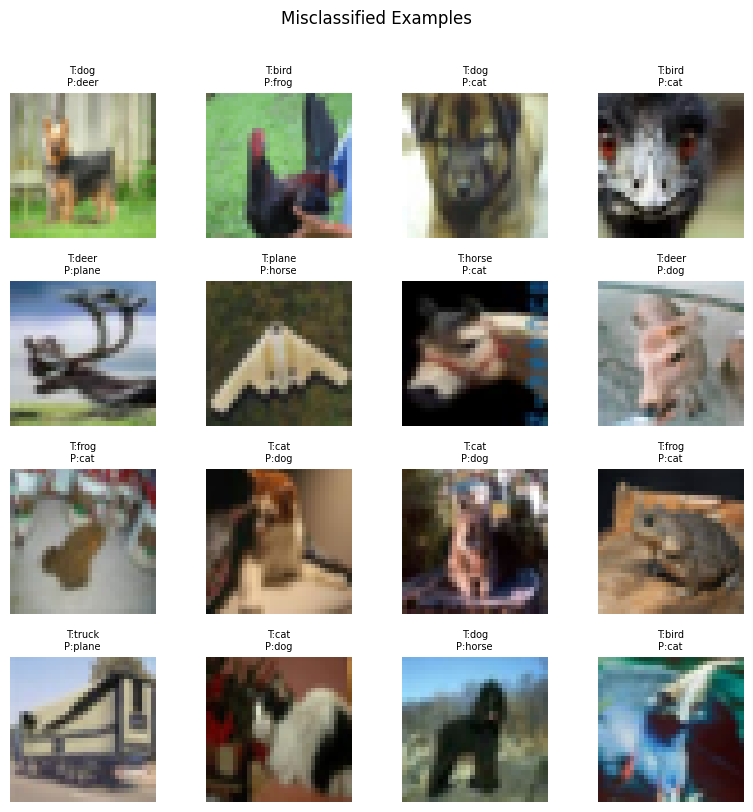 Misclassified Examples
T:dog
P:deer
T:bird
P:frog
T:dog
P:cat
T:bird
P:cat
T:deer
P:plane
T:plane
P:horse
T:horse
P:cat
T:deer
P:dog
T:frog
P:cat
T:cat
P:dog
T:cat
P:dog
T:frog
P:cat
T:truck
P:plane
T:cat
P:dog
T:dog
P:horse
T:bird
P:cat